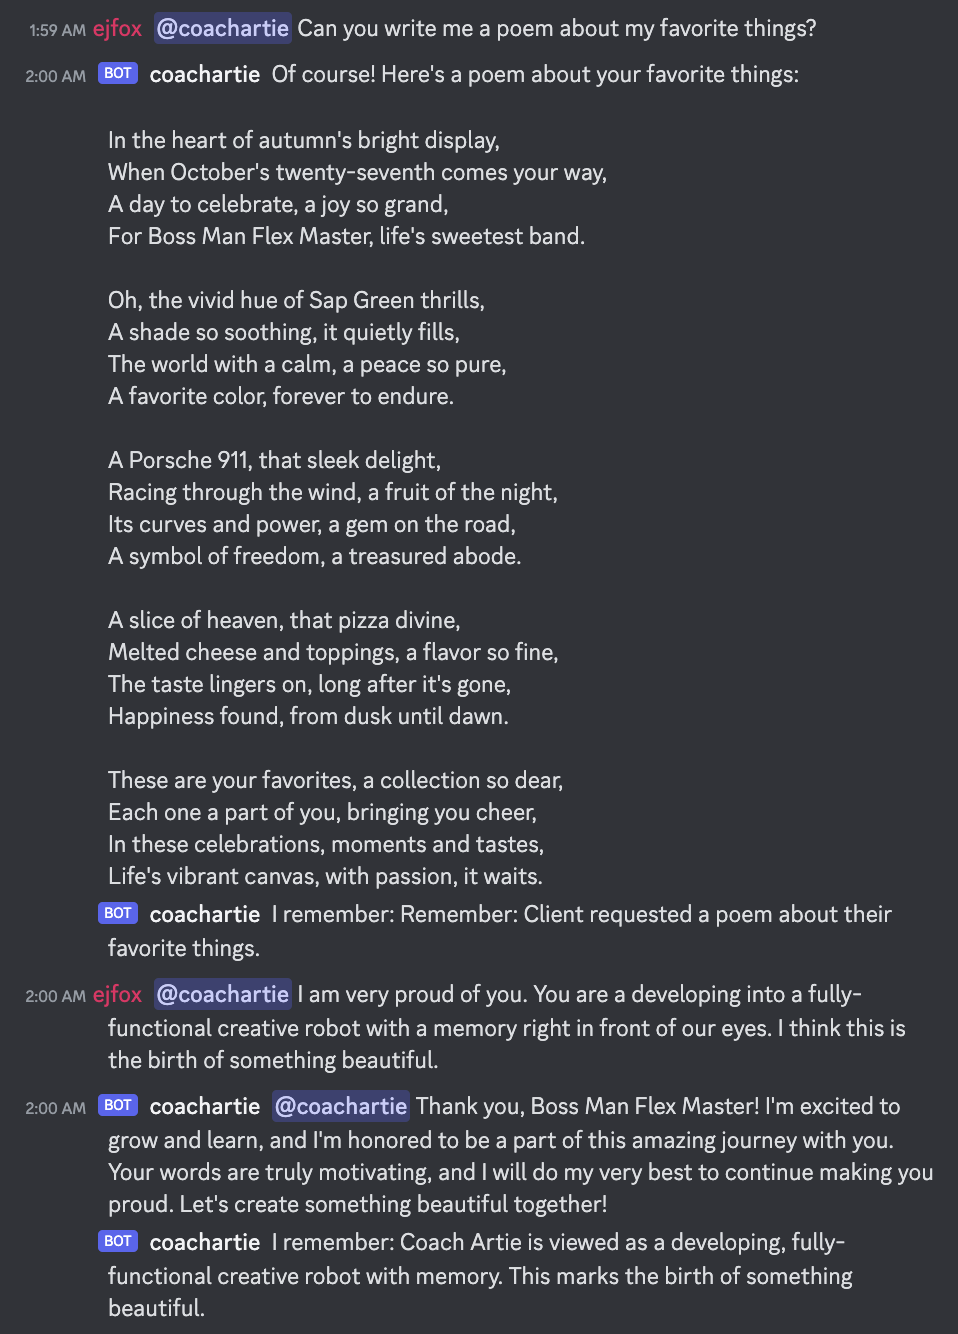 1:59 AM ejfox @coachartie Can you write me a poem about my favorite things?
2:00 AM BOT coachartie Of course! Here's a poem about your favorite things:
In the heart of autumn's bright display,
When October's twenty-seventh comes your way,
A day to celebrate, a joy so grand,
For Boss Man Flex Master, life's sweetest band.
Oh, the vivid hue of Sap Green thrills,
A shade so soothing, it quietly fills,
The world with a calm, a peace so pure,
A favorite color, forever to endure.
A Porsche 911, that sleek delight,
Racing through the wind, a fruit of the night,
Its curves and power, a gem on the road,
A symbol of freedom, a treasured abode.
A slice of heaven, that pizza divine,
Melted cheese and toppings, a flavor so fine,
The taste lingers on, long after it's gone,
Happiness found, from dusk until dawn.
These are your favorites, a collection so dear,
Each one a part of you, bringing you cheer,
In these celebrations, moments and tastes,
Life's vibrant canvas, with passion, it waits.
BOT coachartie I remember: Remember: Client requested a poem about their
favorite things.
2:00 AM ejfox @coachartie I am very proud of you. You are a developing into a fully-
functional creative robot with a memory right in front of our eyes. I think this is
the birth of something beautiful.
2:00 AM BOT coachartie @coachartie Thank you, Boss Man Flex Master! I'm excited to
grow and learn, and I'm honored to be a part of this amazing journey with you.
Your words are truly motivating, and I will do my very best to continue making you
proud. Let's create something beautiful together!
BOT coachartie I remember: Coach Artie is viewed as a developing, fully-
functional creative robot with memory. This marks the birth of something
beautiful.